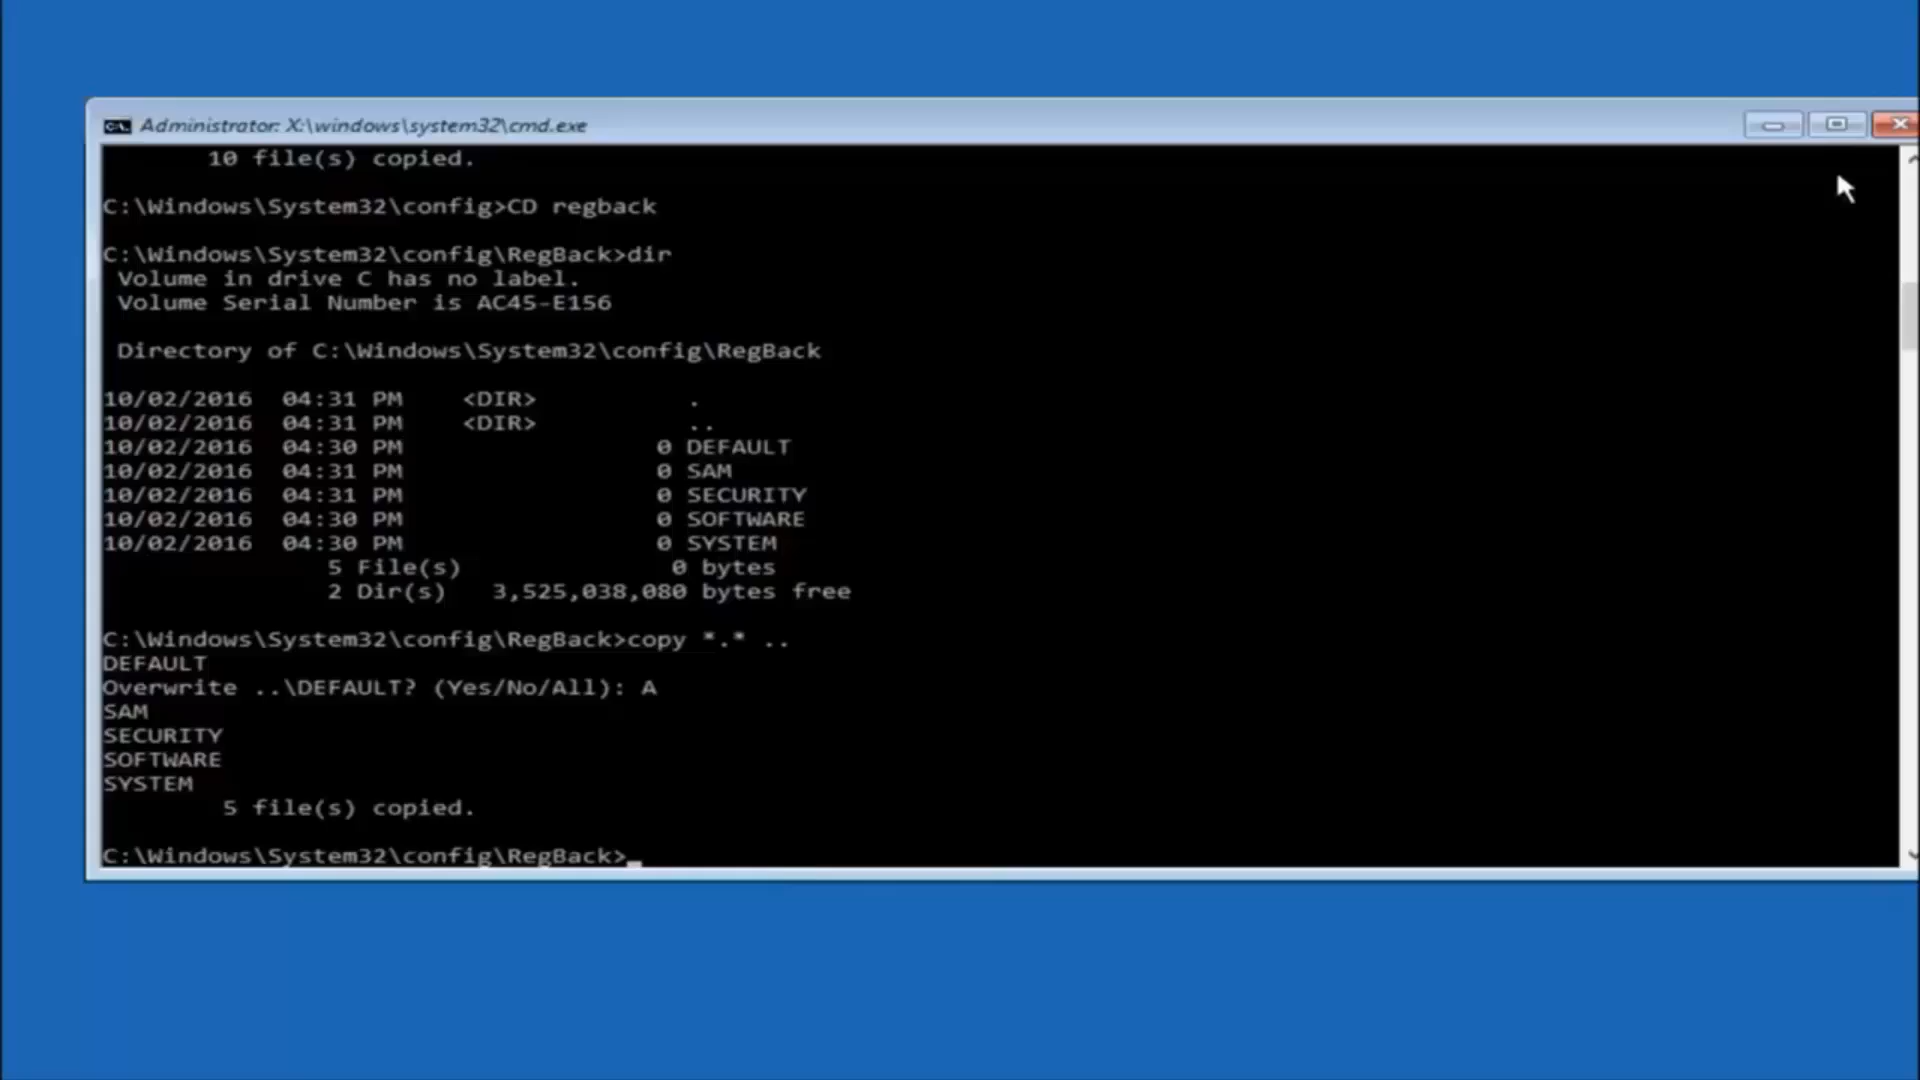 Administrator: X:\windows\system32\cmd.exe
10 file(s) copied.
C:\Windows\System32\config>CD regback
C:\Windows\System32\config\RegBack>dir
Volume in drive C has no label.
Volume Serial Number is AC45-E156
Directory of C:\Windows\System32\config\RegBack
10/02/2016  04:31 PM    <DIR>          .
10/02/2016  04:31 PM    <DIR>          ..
10/02/2016  04:30 PM                 0 DEFAULT
10/02/2016  04:31 PM                 0 SAM
10/02/2016  04:31 PM                 0 SECURITY
10/02/2016  04:30 PM                 0 SOFTWARE
10/02/2016  04:30 PM                 0 SYSTEM
5 File(s)              0 bytes
2 Dir(s)   3,525,038,080 bytes free
C:\Windows\System32\config\RegBack>copy *.* ..
DEFAULT
Overwrite ..\DEFAULT? (Yes/No/All): A
SAM
SECURITY
SOFTWARE
SYSTEM
5 file(s) copied.
C:\Windows\System32\config\RegBack>